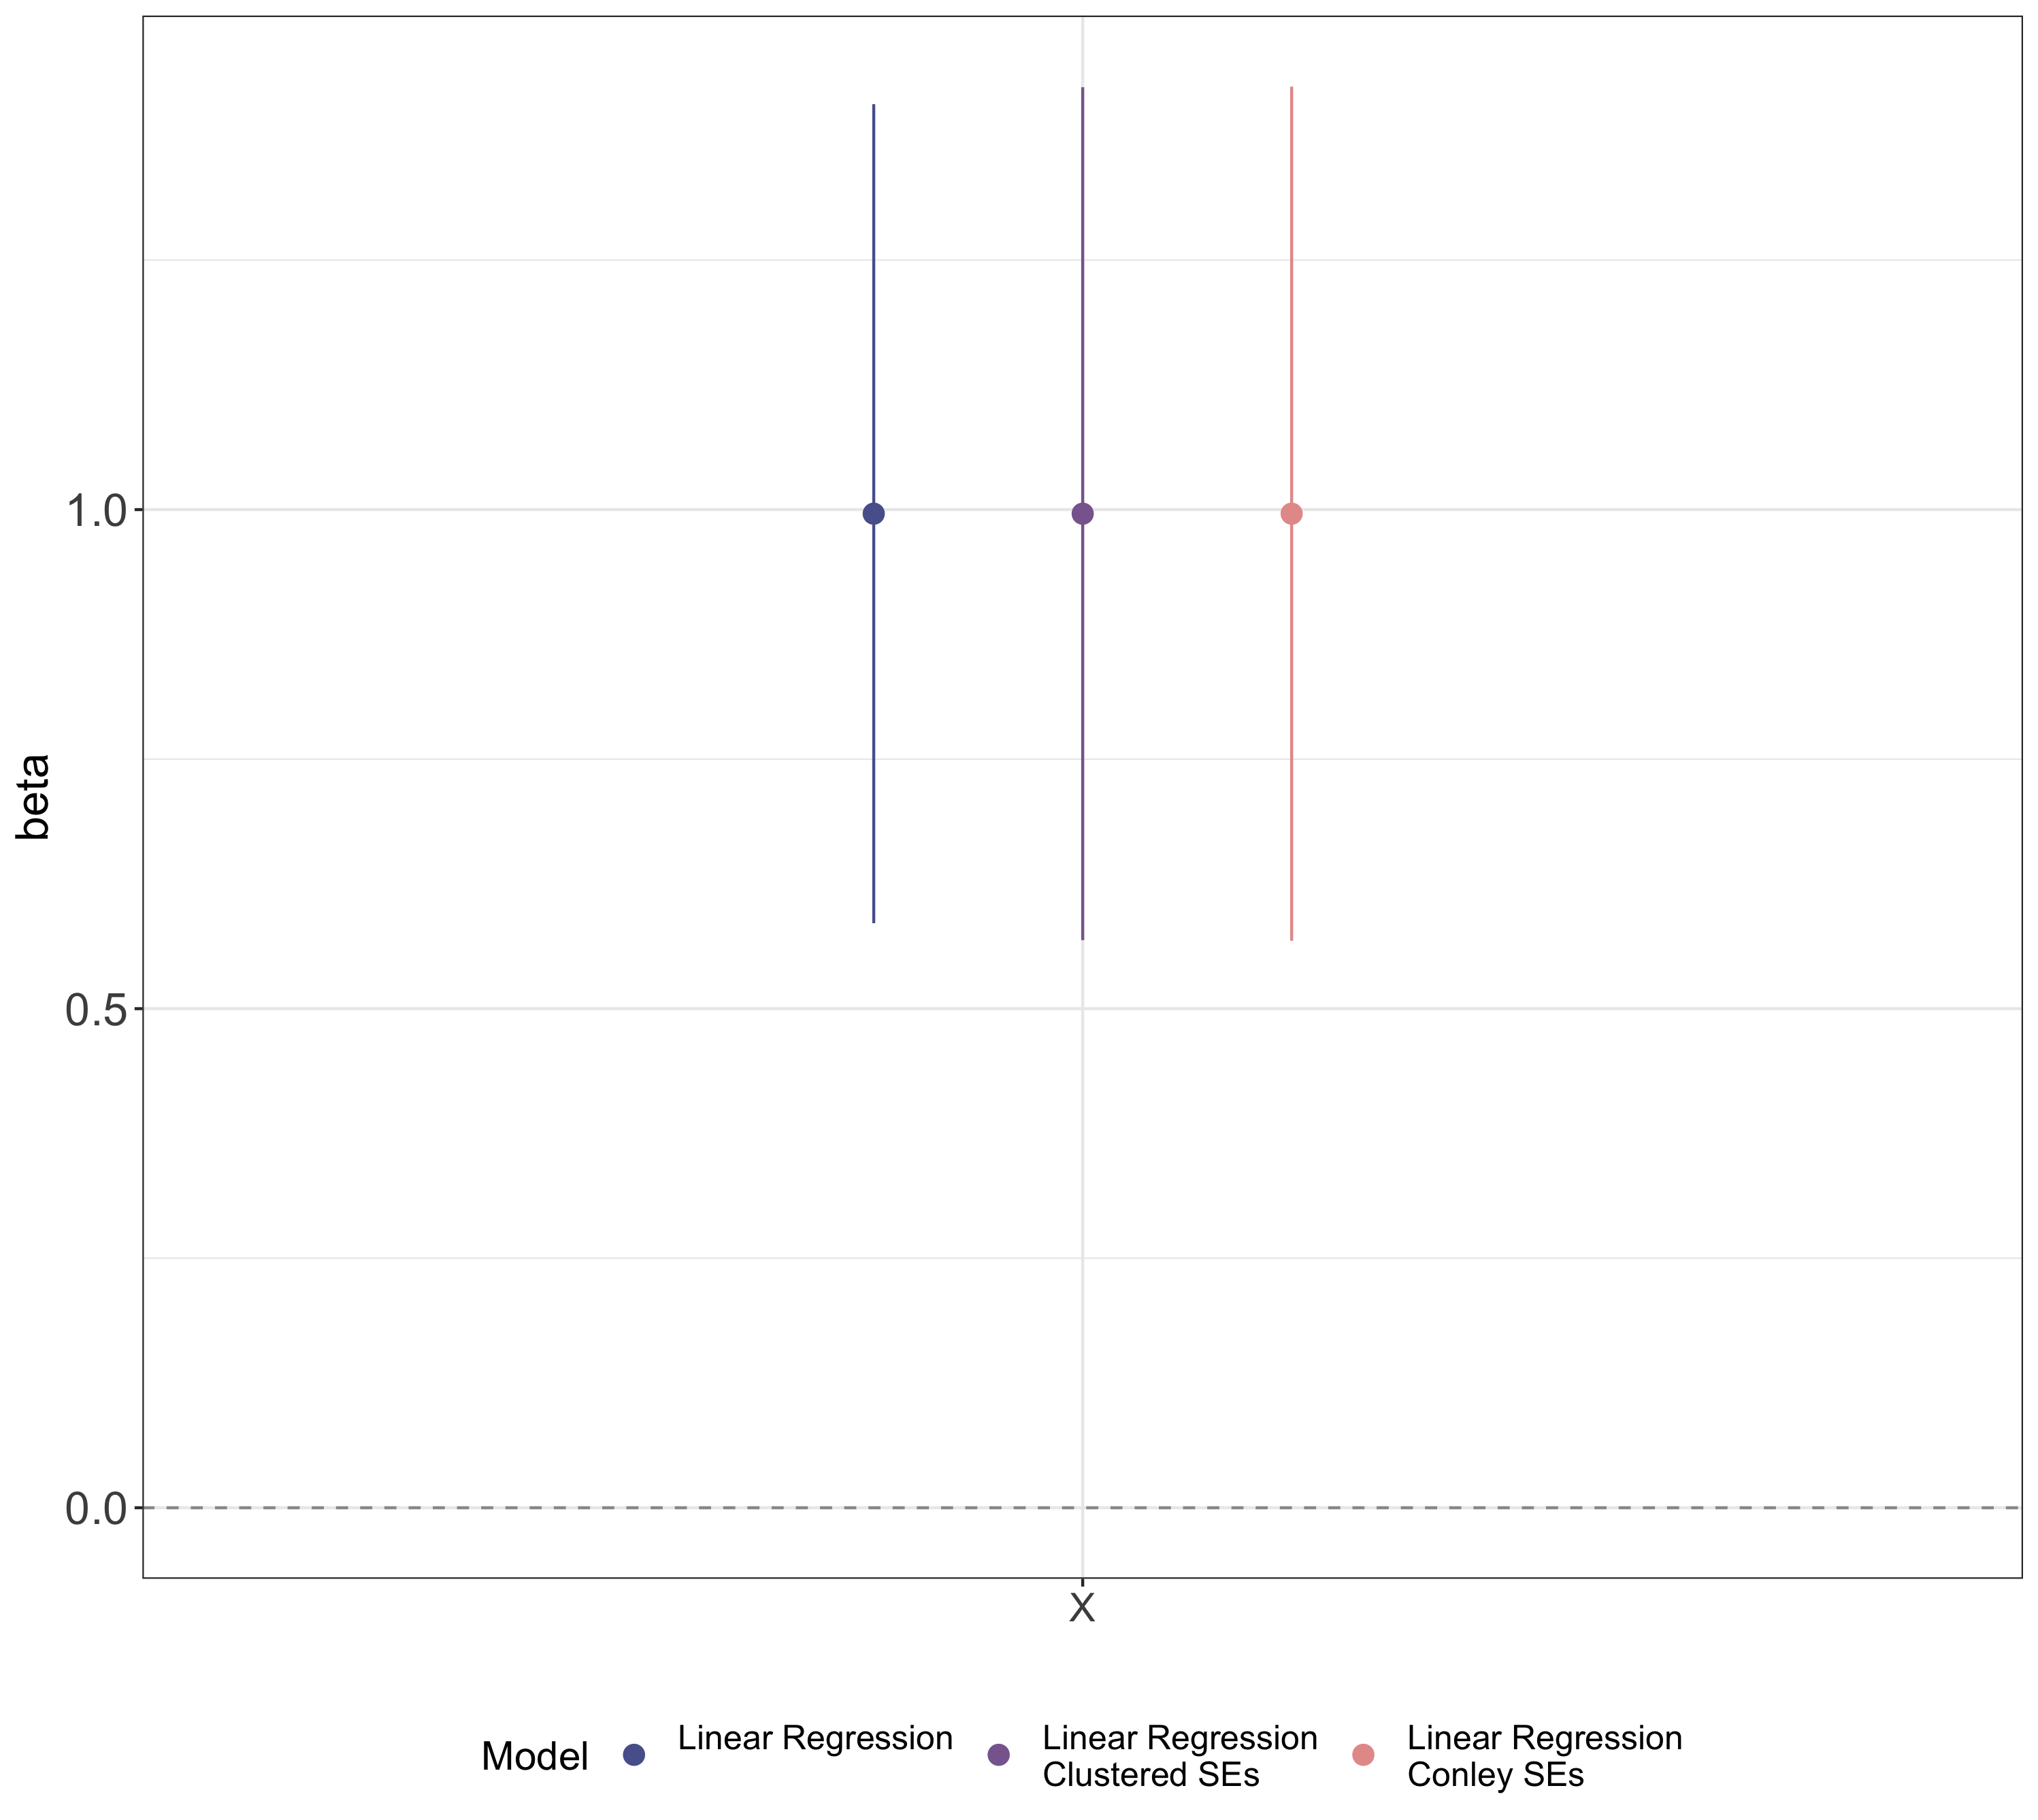 1.0
beta
0.5
0.0
X
Model
Linear Regression
Linear Regression
Clustered SEs
Linear Regression
Conley SEs